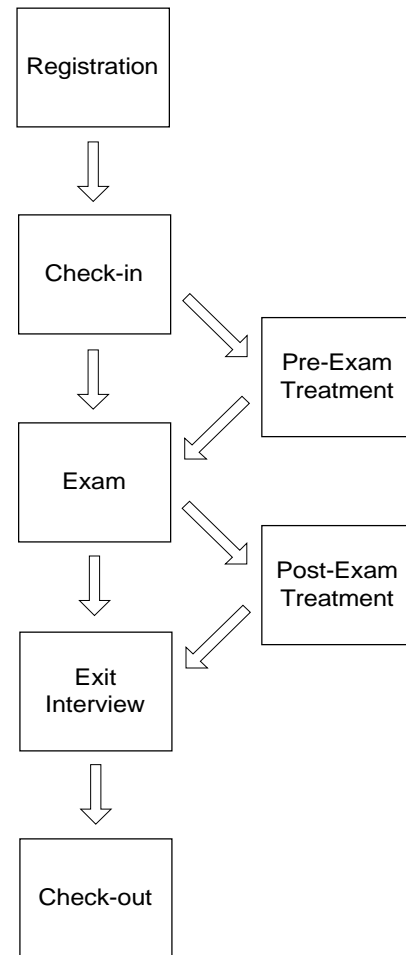 Registration
Check-in
Pre-Exam
Treatment
Exam
Post-Exam
Treatment
Exit
Interview
Check-out